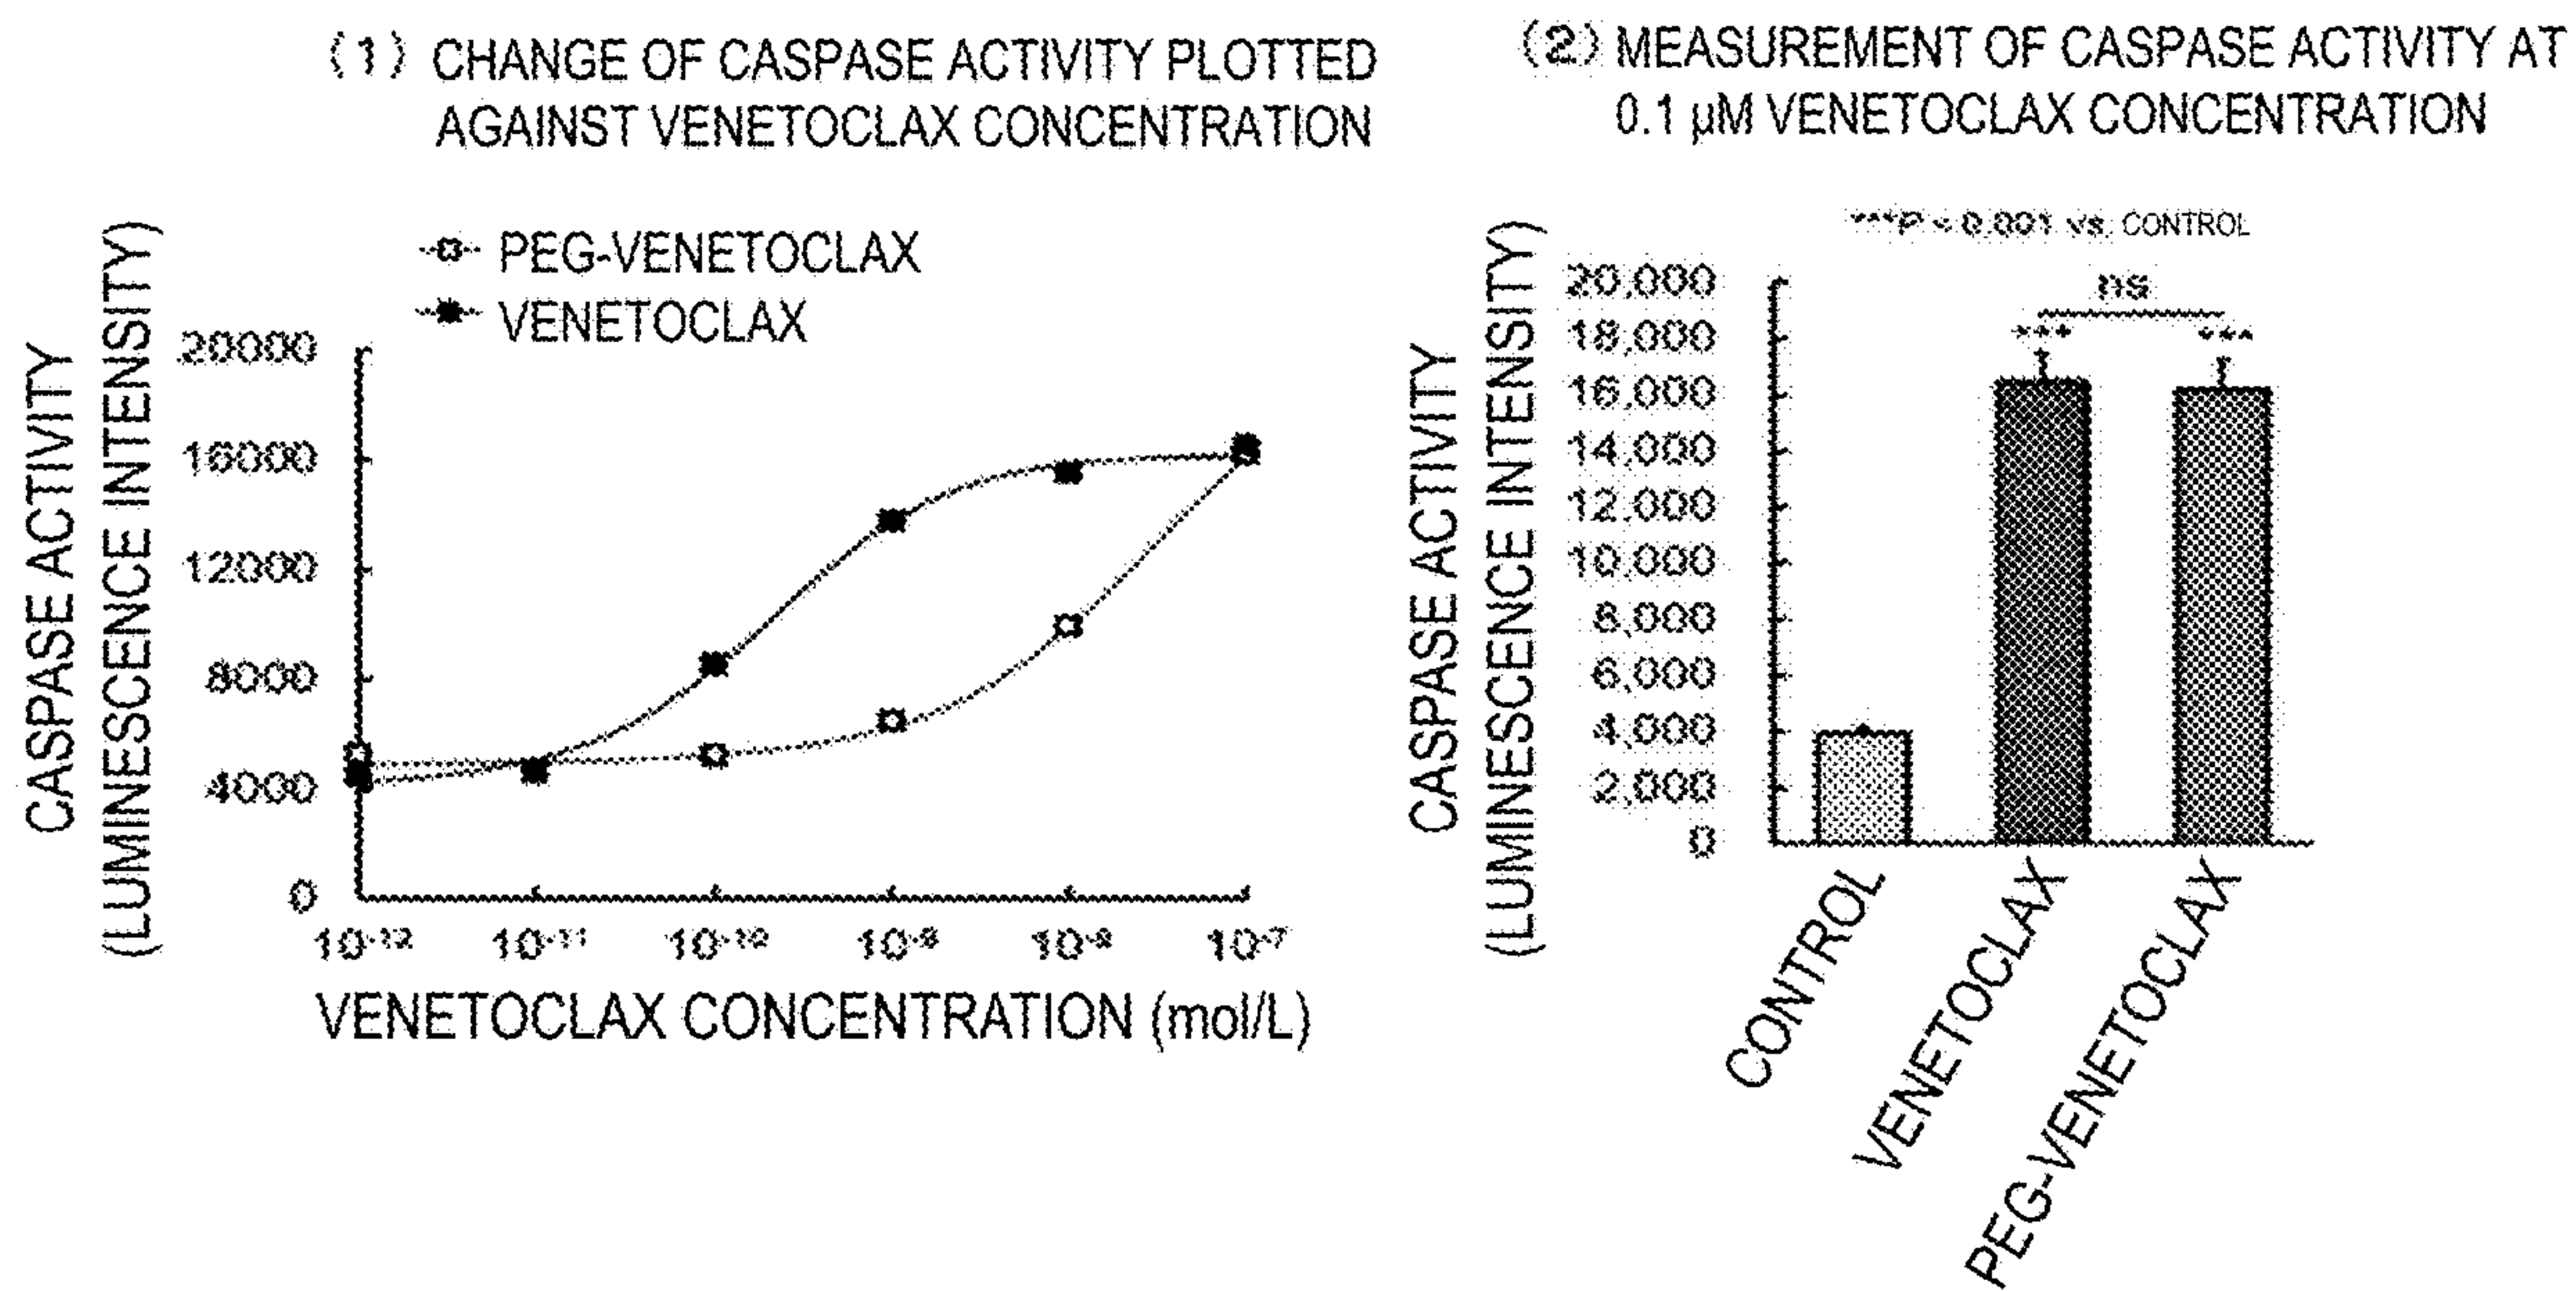 (1) CHANGE OF CASPASE ACTIVITY PLOTTED
AGAINST VENETOCLAX CONCENTRATION
CASPASE ACTIVITY
(LUMINESCENCE INTENSITY)
PEG-VENETOCLAX
VENETOCLAX
20000
16000
12000
8000
4000
0
10⁻¹² 10⁻¹¹ 10⁻¹⁰ 10⁻⁹ 10⁻⁸ 10⁻⁷
VENETOCLAX CONCENTRATION (mol/L)
(2) MEASUREMENT OF CASPASE ACTIVITY AT
0.1 µM VENETOCLAX CONCENTRATION
CASPASE ACTIVITY
(LUMINESCENCE INTENSITY)
***P < 0.001 vs. CONTROL
ns
*** ***
20,000
18,000
16,000
14,000
12,000
10,000
8,000
6,000
4,000
2,000
0
CONTROL
VENETOCLAX
PEG-VENETOCLAX